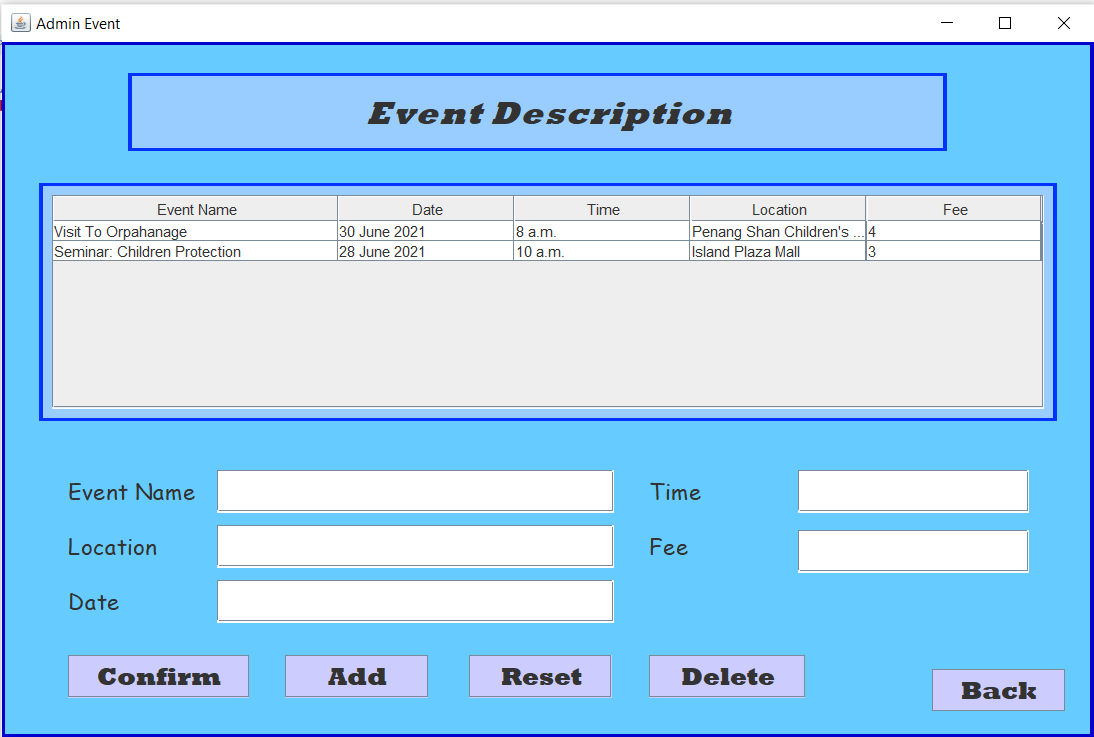 Admin Event
Event Description
Event Name Date Time Location Fee
Visit To Orpahanage 30 June 2021 8 a.m. Penang Shan Children's ... 4
Seminar: Children Protection 28 June 2021 10 a.m. Island Plaza Mall 3
Event Name Time
Location Fee
Date
Confirm Add Reset Delete Back